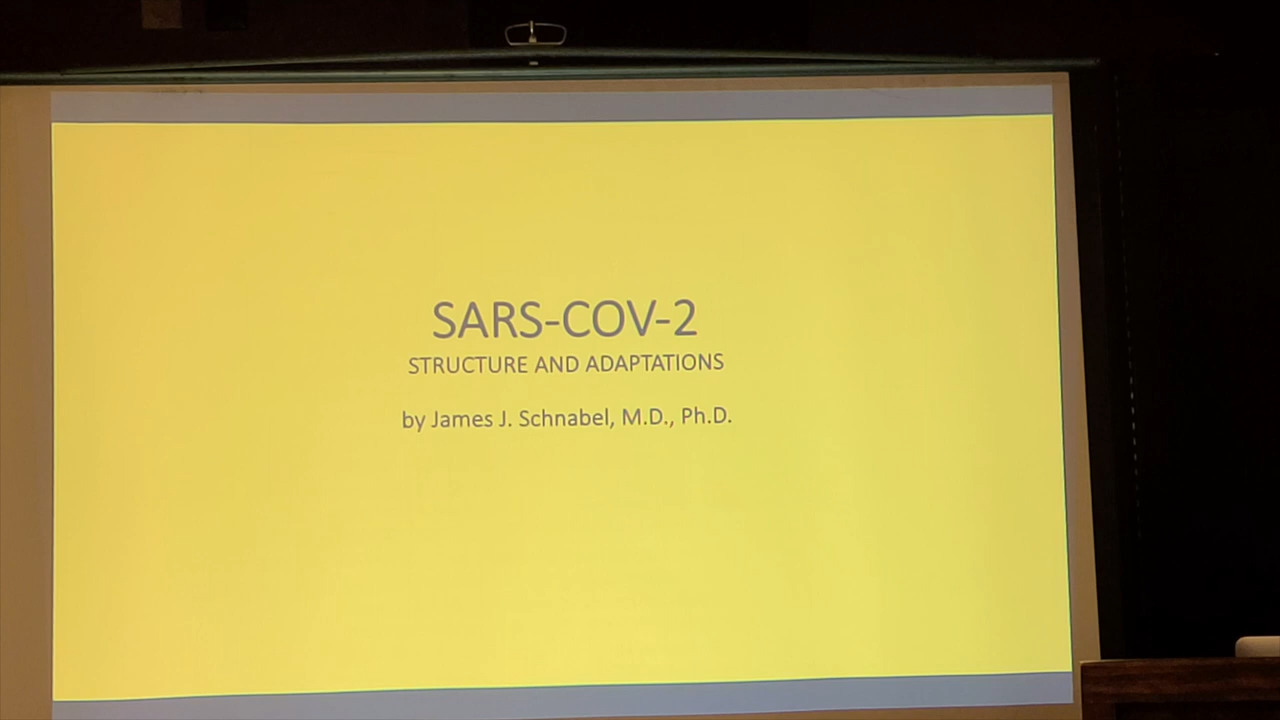 SARS-COV-2
STRUCTURE AND ADAPTATIONS
by James J. Schnabel, M.D., Ph.D.